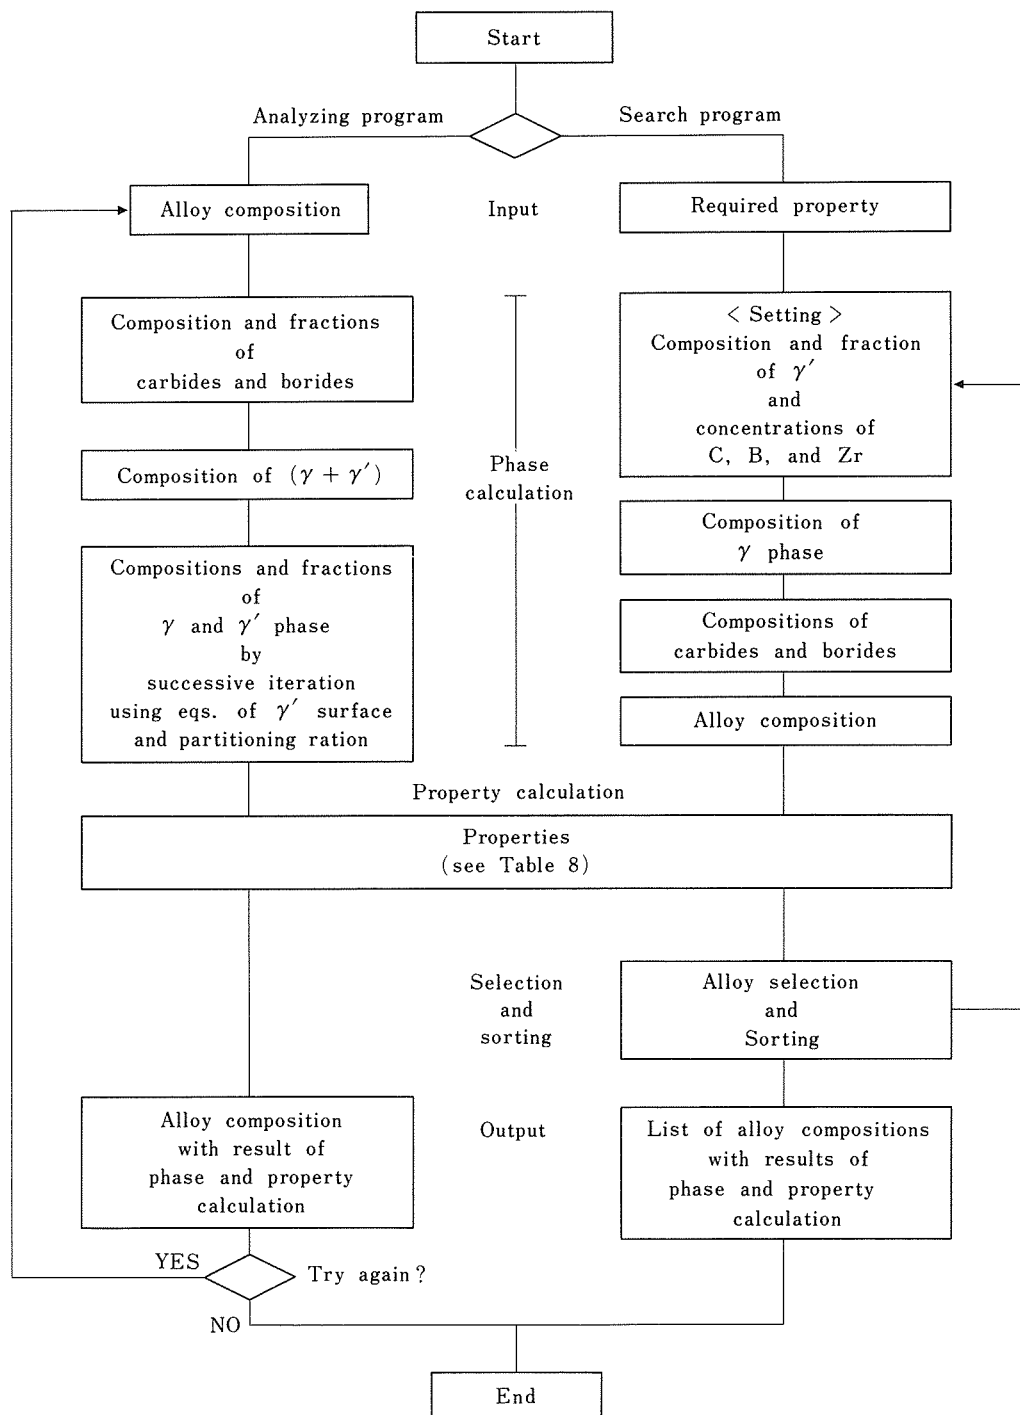 Start
Analyzing program
Search program
Alloy composition
Input
Required property
Composition and fractions
of
carbides and borides
Composition of (γ + γ′)
Compositions and fractions
of
γ and γ′ phase
by
successive iteration
using eqs. of γ′ surface
and partitioning ration
Phase
calculation
< Setting >
Composition and fraction
of γ′
and
concentrations of
C, B, and Zr
Composition of
γ phase
Compositions of
carbides and borides
Alloy composition
Property calculation
Properties
(see Table 8)
Selection
and
sorting
Alloy selection
and
Sorting
Alloy composition
with result of
phase and property
calculation
Output
List of alloy compositions
with results of
phase and property
calculation
YES
Try again?
NO
End